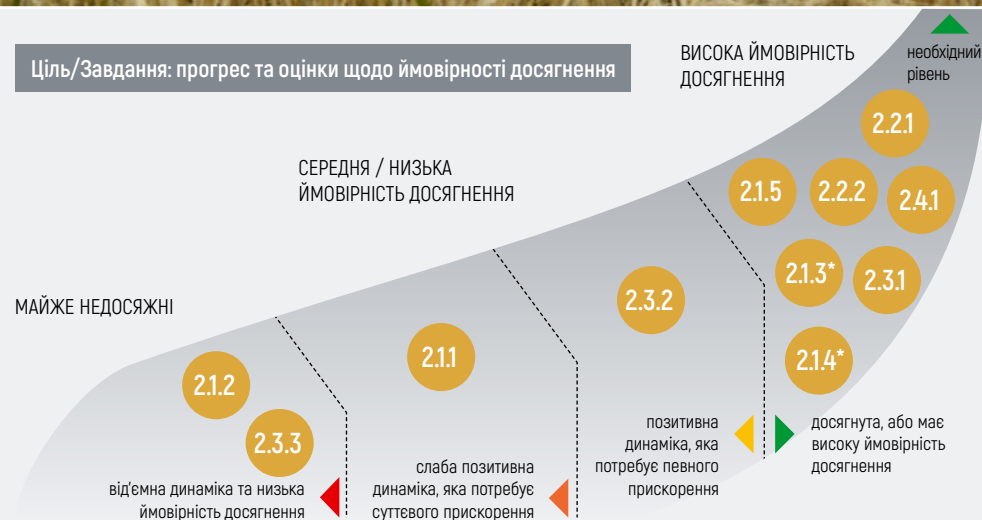 Ціль/Завдання: прогрес та оцінки щодо ймовірності досягнення
ВИСОКА ЙМОВІРНІСТЬ
ДОСЯГНЕННЯ
необхідний
рівень
2.2.1
СЕРЕДНЯ / НИЗЬКА
ЙМОВІРНІСТЬ ДОСЯГНЕННЯ
2.1.5
2.2.2
2.4.1
2.1.3*
2.3.1
МАЙЖЕ НЕДОСЯЖНІ
2.3.2
2.1.1
2.1.4*
2.1.2
2.3.3
від'ємна динаміка та низька
ймовірність досягнення
слаба позитивна
динаміка, яка потребує
суттєвого прискорення
позитивна
динаміка, яка
потребує певного
прискорення
досягнута, або має
високу ймовірність
досягнення